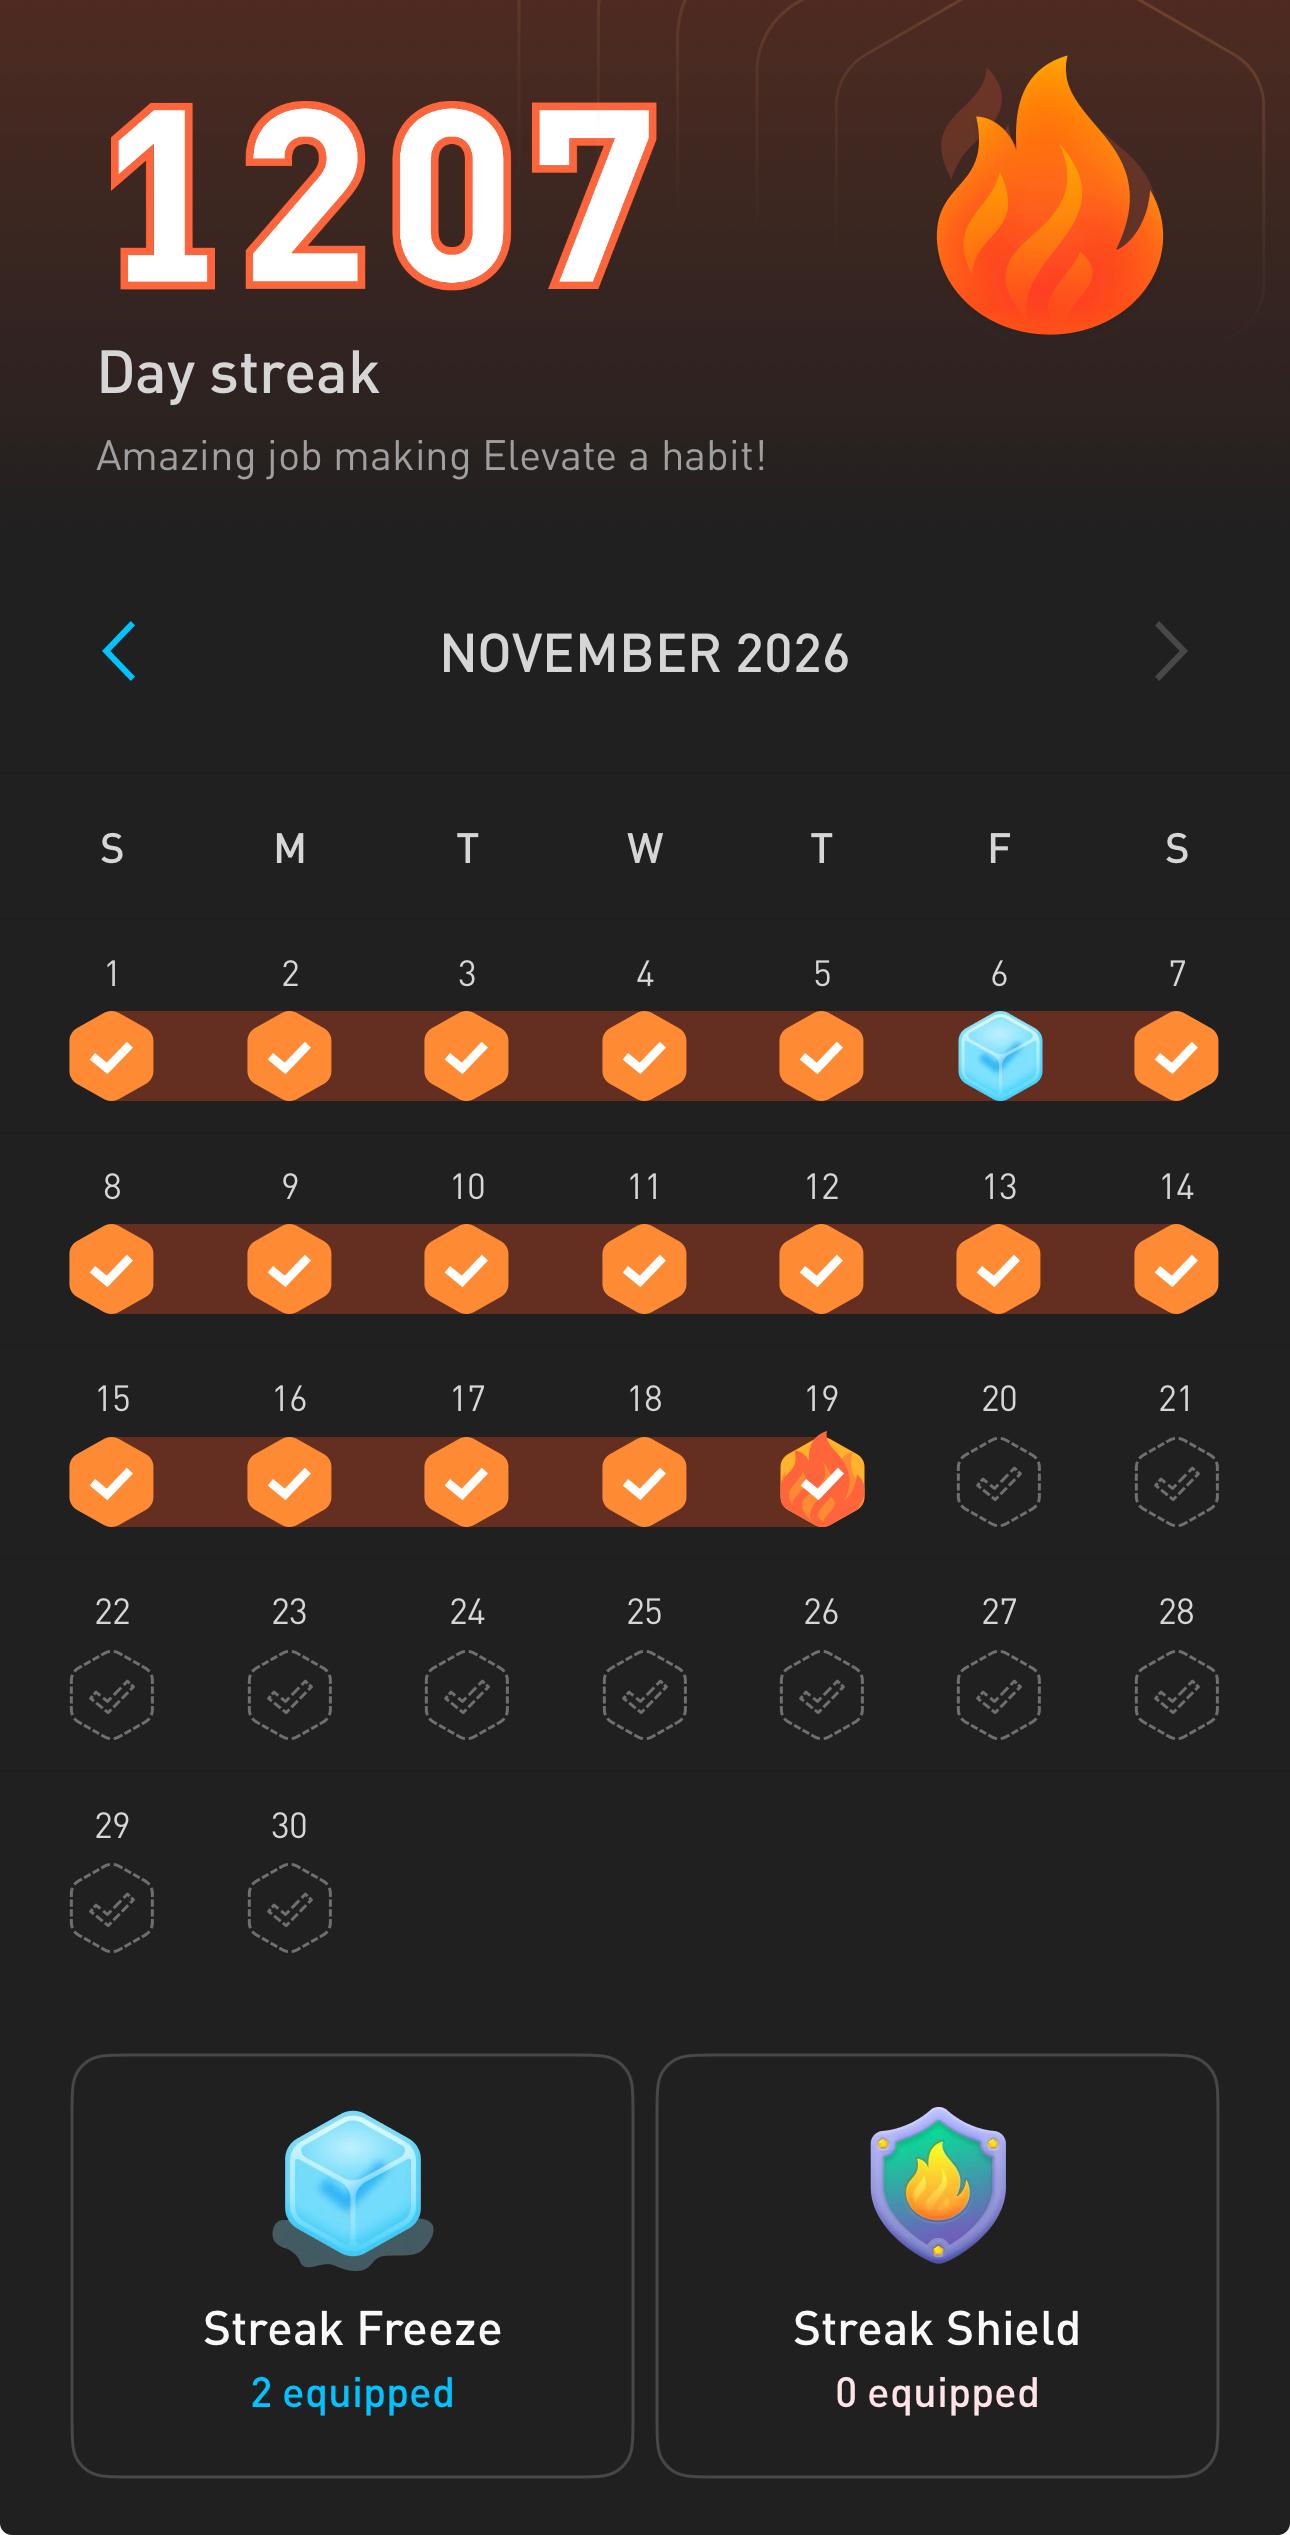 1207
Day streak
Amazing job making Elevate a habit!
NOVEMBER 2026
S M T W T F S
1 2 3 4 5 6 7
8 9 10 11 12 13 14
15 16 17 18 19 20 21
22 23 24 25 26 27 28
29 30
Streak Freeze
2 equipped
Streak Shield
0 equipped